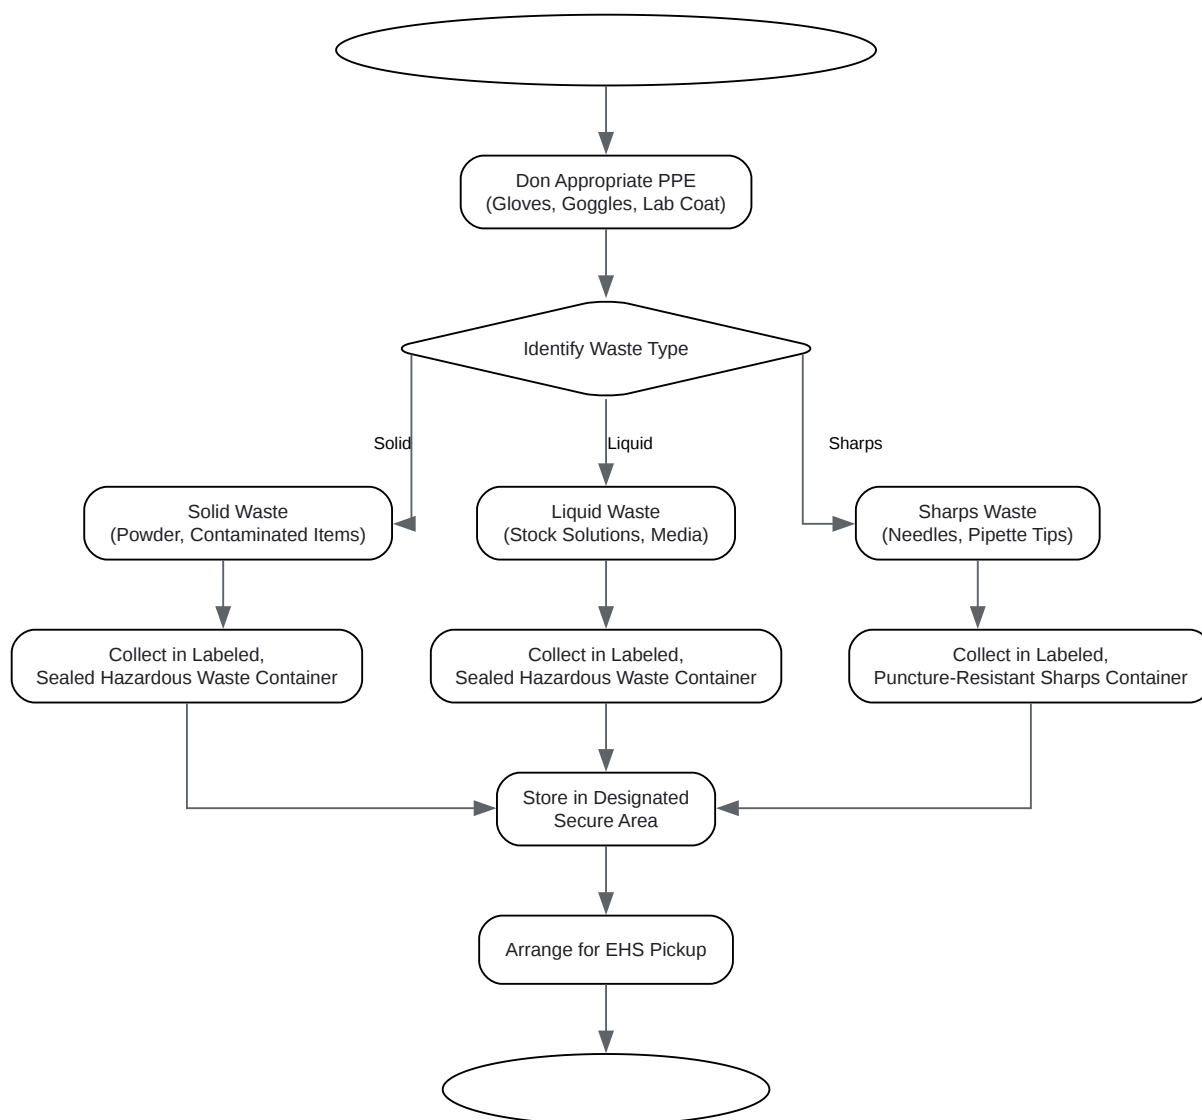 Don Appropriate PPE
(Gloves, Goggles, Lab Coat)
Identify Waste Type
Solid
Liquid
Sharps
Solid Waste
(Powder, Contaminated Items)
Liquid Waste
(Stock Solutions, Media)
Sharps Waste
(Needles, Pipette Tips)
Collect in Labeled,
Sealed Hazardous Waste Container
Collect in Labeled,
Sealed Hazardous Waste Container
Collect in Labeled,
Puncture-Resistant Sharps Container
Store in Designated
Secure Area
Arrange for EHS Pickup